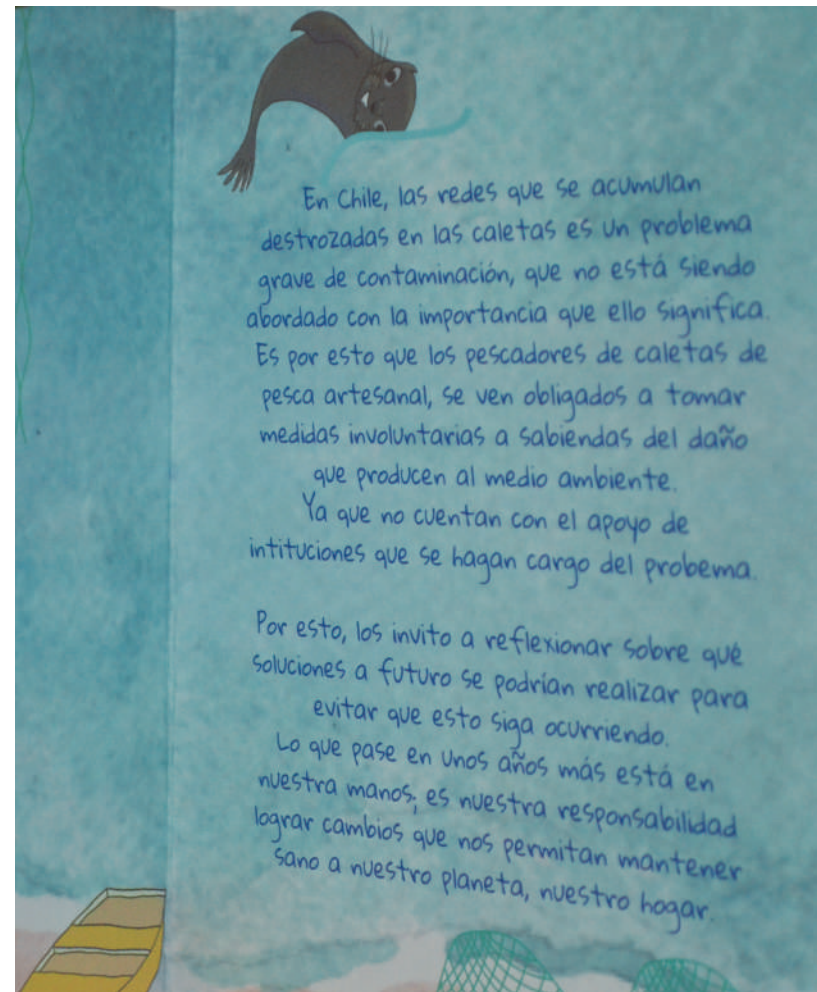 En Chile, las redes que se acumulan
destrozadas en las caletas es un problema
grave de contaminación, que no está siendo
abordado con la importancia que ello significa.
Es por esto que los pescadores de caletas de
pesca artesanal, se ven obligados a tomar
medidas involuntarias a sabiendas del daño
que producen al medio ambiente.
Ya que no cuentan con el apoyo de
intituciones que se hagan cargo del probema.
Por esto, los invito a reflexionar sobre qué
soluciones a futuro se podrían realizar para
evitar que esto siga ocurriendo.
Lo que pase en unos años más está en
nuestra manos; es nuestra responsabilidad
lograr cambios que nos permitan mantener
sano a nuestro planeta, nuestro hogar.